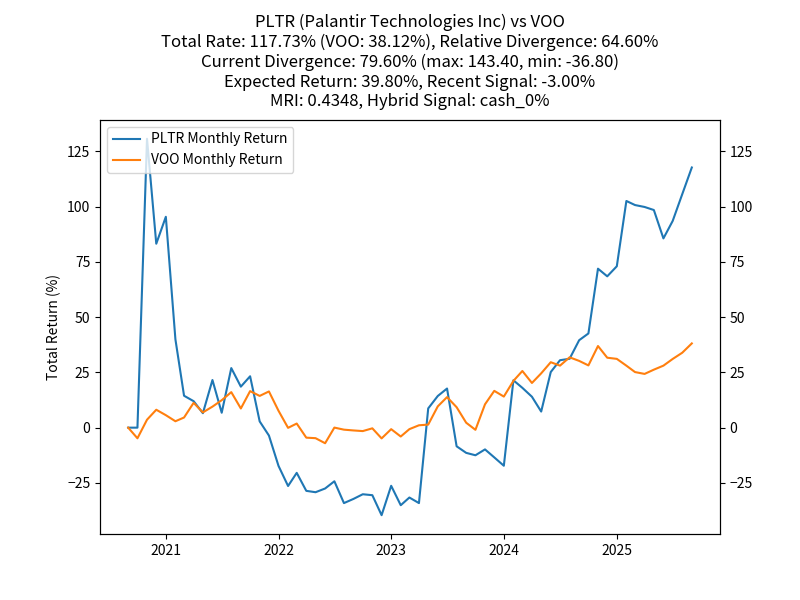 PLTR (Palantir Technologies Inc) vs VOO
Total Rate: 117.73% (VOO: 38.12%), Relative Divergence: 64.60%
Current Divergence: 79.60% (max: 143.40, min: -36.80)
Expected Return: 39.80%, Recent Signal: -3.00%
MRI: 0.4348, Hybrid Signal: cash_0%
PLTR Monthly Return
VOO Monthly Return
Total Return (%)
125
100
75
50
25
0
−25
125
100
75
50
25
0
−25
2021
2022
2023
2024
2025